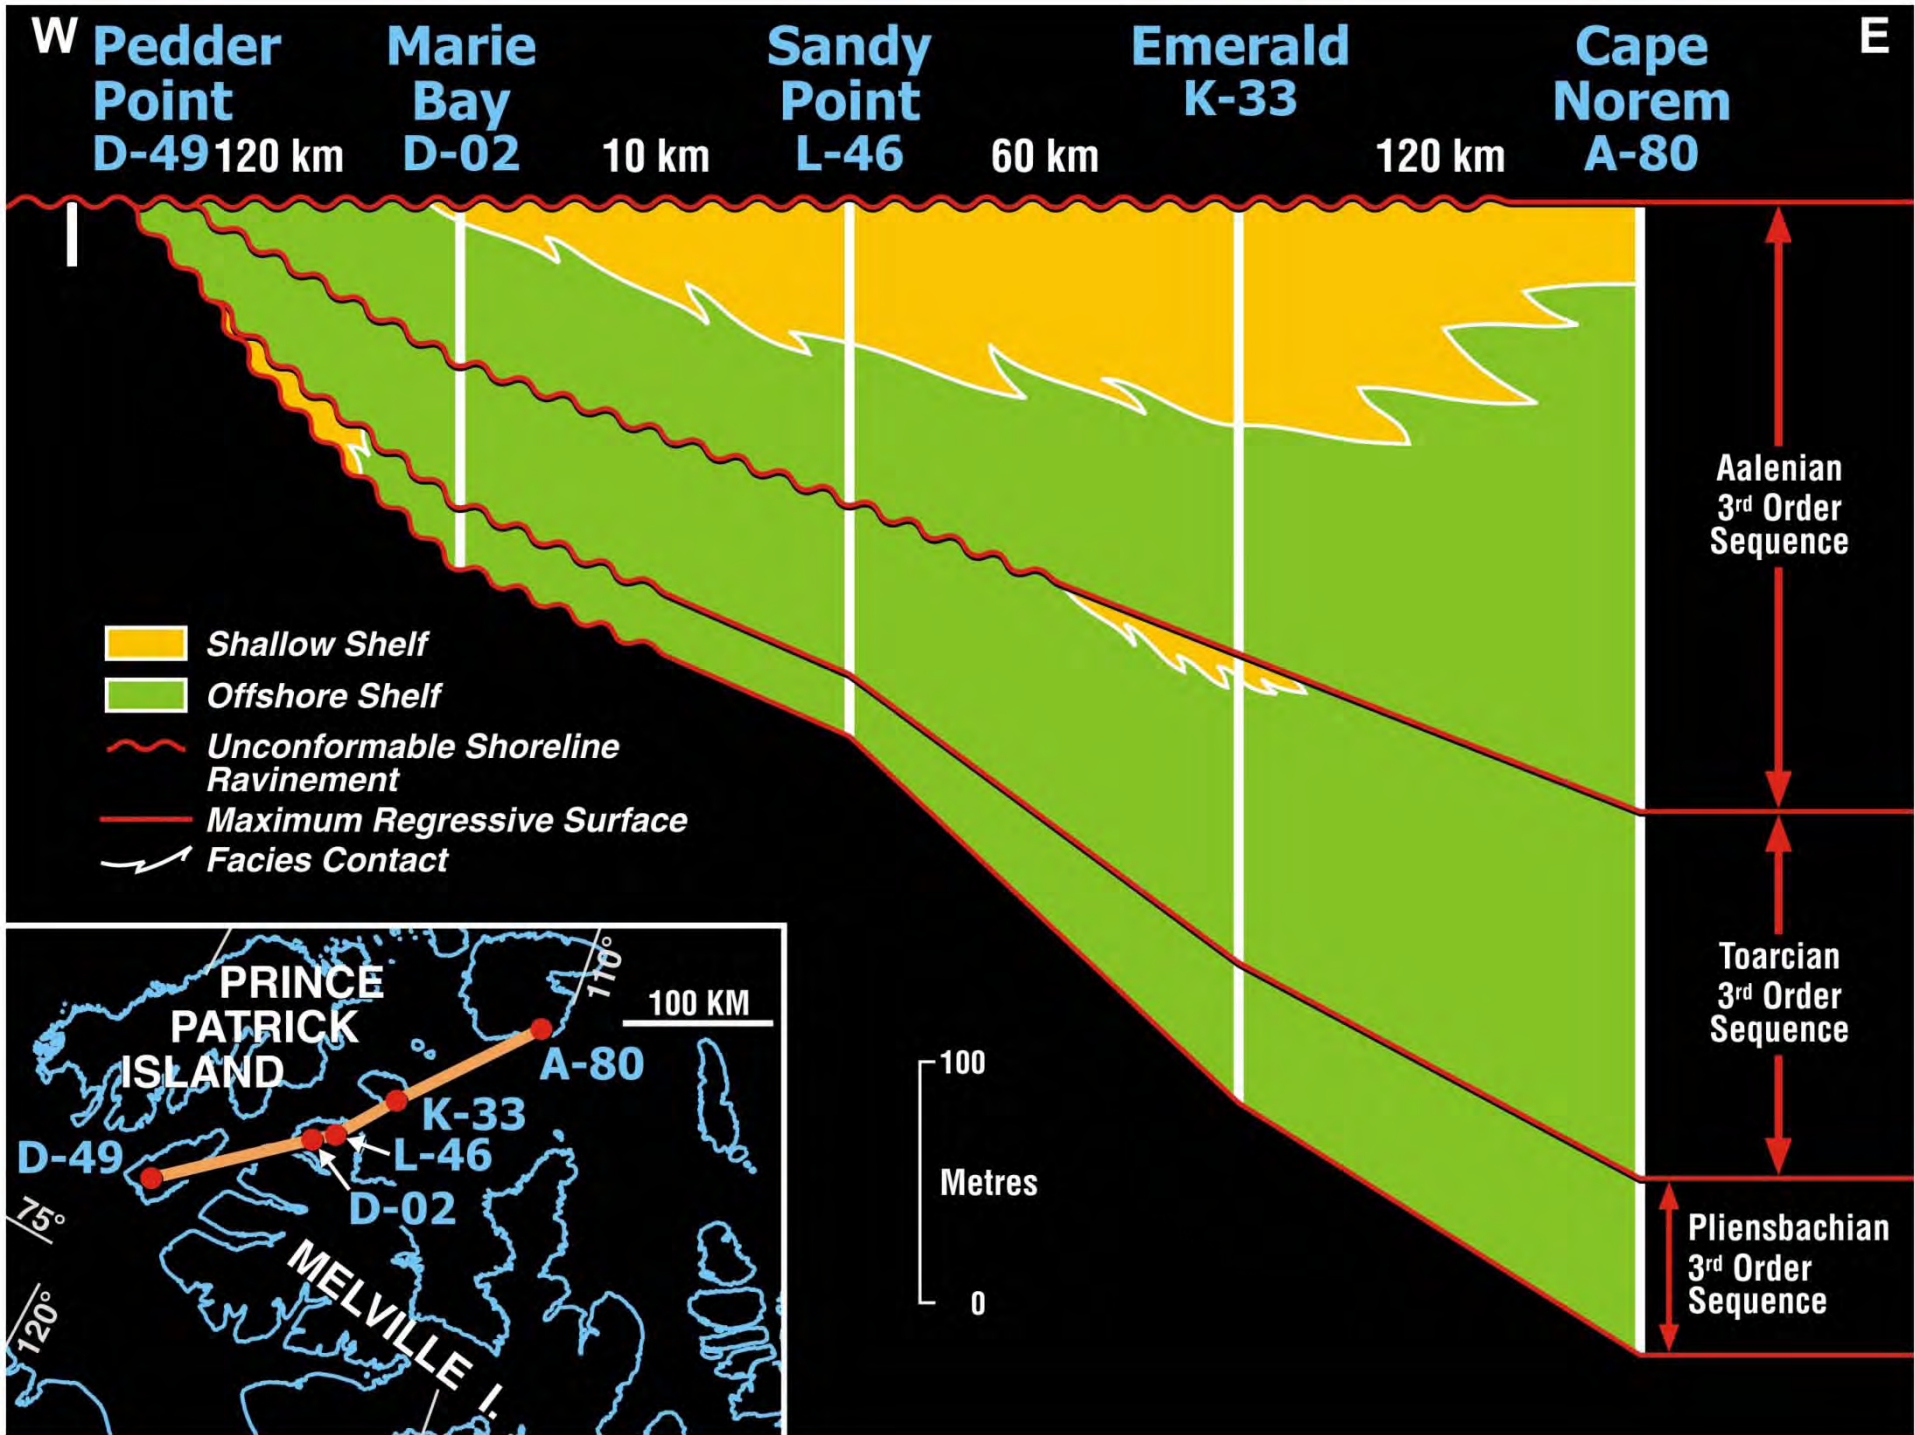 W
E
Pedder
Point
D-49
120 km
Marie
Bay
D-02
10 km
Sandy
Point
L-46
60 km
Emerald
K-33
120 km
Cape
Norem
A-80
Aalenian
3rd Order
Sequence
Toarcian
3rd Order
Sequence
Pliensbachian
3rd Order
Sequence
Shallow Shelf
Offshore Shelf
Unconformable Shoreline
Ravinement
Maximum Regressive Surface
Facies Contact
100
Metres
0
PRINCE
PATRICK
ISLAND
110°
100 KM
A-80
K-33
L-46
D-49
D-02
75°
120°
MELVILLE I.